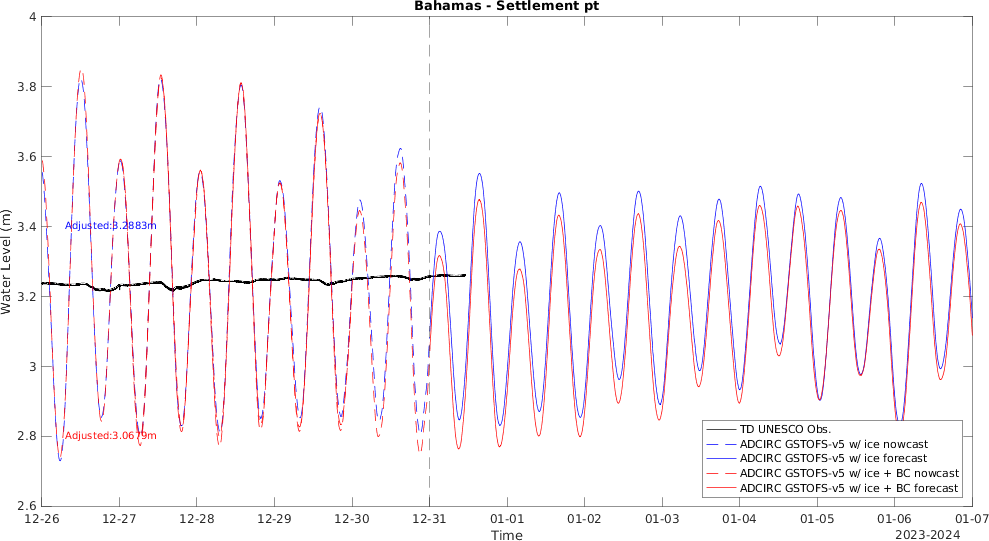 Bahamas - Settlement pt
4
3.8
3.6
3.4
3.2
3
2.8
2.6
Water Level (m)
Adjusted:3.2883m
Adjusted:3.0679m
TD UNESCO Obs.
ADCIRC GSTOFS-v5 w/ ice nowcast
ADCIRC GSTOFS-v5 w/ ice forecast
ADCIRC GSTOFS-v5 w/ ice + BC nowcast
ADCIRC GSTOFS-v5 w/ ice + BC forecast
12-26 12-27 12-28 12-29 12-30 12-31 01-01 01-02 01-03 01-04 01-05 01-06 01-07
Time
2023-2024